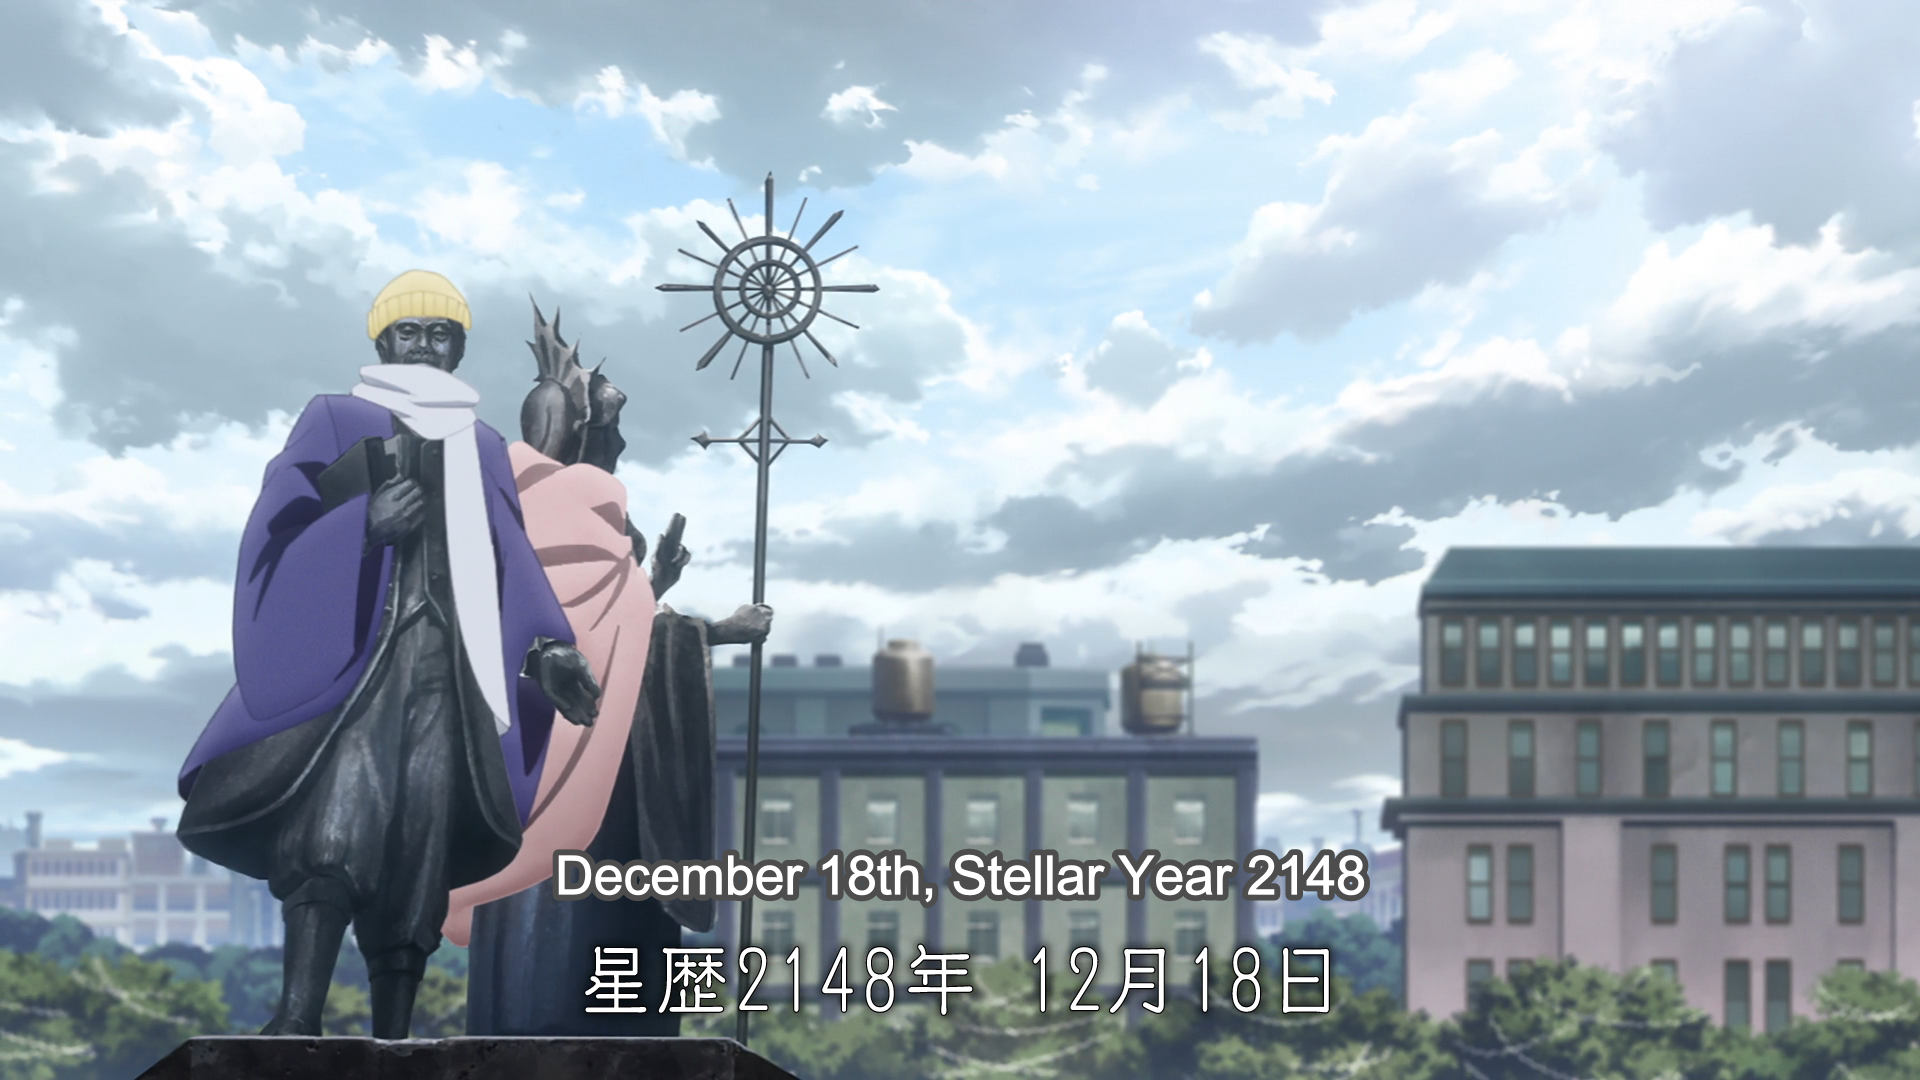 December 18th, Stellar Year 2148
星歴2148年 12月18日